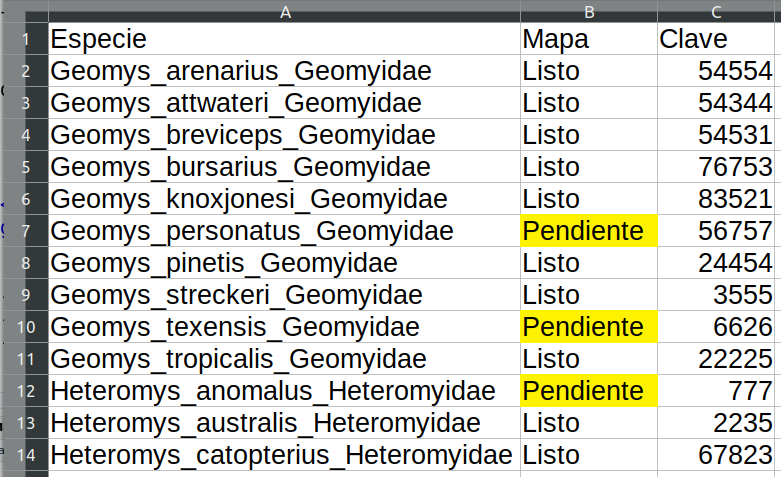 A B C
1 Especie Mapa Clave
2 Geomys_arenarius_Geomyidae Listo 54554
3 Geomys_attwateri_Geomyidae Listo 54344
4 Geomys_breviceps_Geomyidae Listo 54531
5 Geomys_bursarius_Geomyidae Listo 76753
6 Geomys_knoxjonesi_Geomyidae Listo 83521
7 Geomys_personatus_Geomyidae Pendiente 56757
8 Geomys_pinetis_Geomyidae Listo 24454
9 Geomys_streckeri_Geomyidae Listo 3555
10 Geomys_texensis_Geomyidae Pendiente 6626
11 Geomys_tropicalis_Geomyidae Listo 22225
12 Heteromys_anomalus_Heteromyidae Pendiente 777
13 Heteromys_australis_Heteromyidae Listo 2235
14 Heteromys_catopterius_Heteromyidae Listo 67823